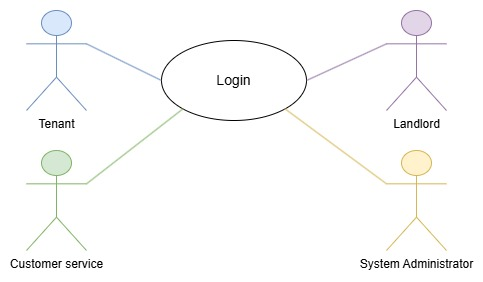 Login
Tenant
Landlord
Customer service
System Administrator